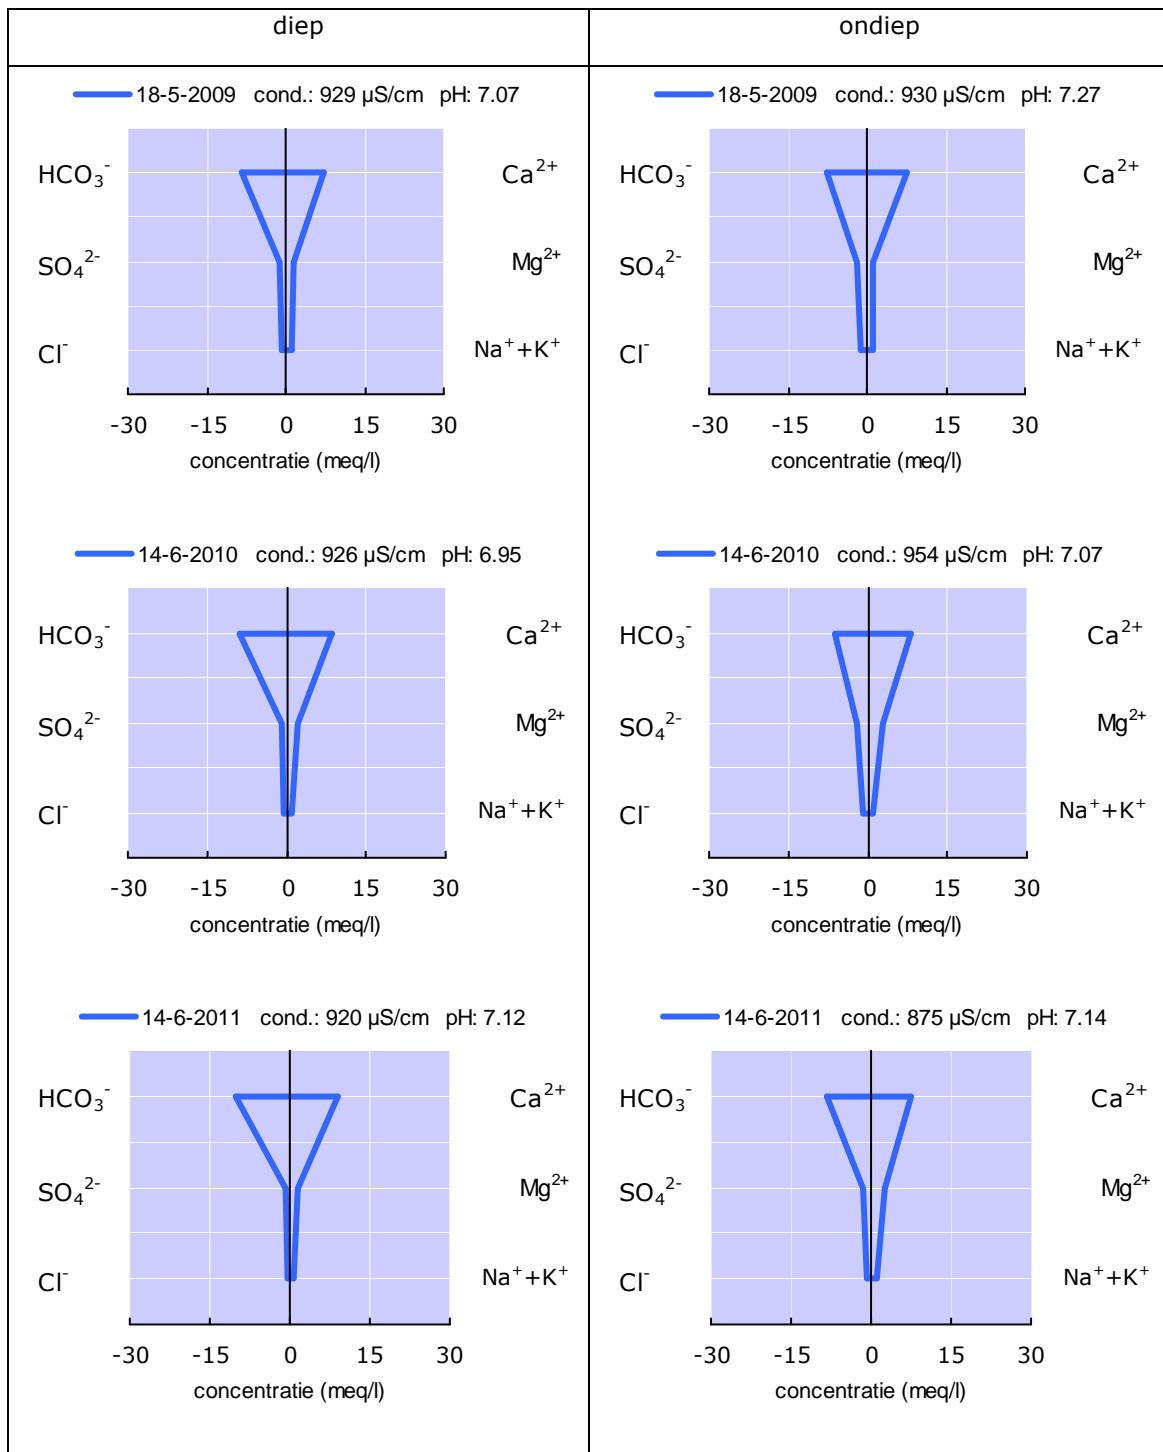 diep
ondiep
18-5-2009 cond.: 929 µS/cm pH: 7.07
HCO₃⁻ Ca²⁺
SO₄²⁻ Mg²⁺
Cl⁻ Na⁺+K⁺
-30 -15 0 15 30
concentratie (meq/l)
18-5-2009 cond.: 930 µS/cm pH: 7.27
HCO₃⁻ Ca²⁺
SO₄²⁻ Mg²⁺
Cl⁻ Na⁺+K⁺
-30 -15 0 15 30
concentratie (meq/l)
14-6-2010 cond.: 926 µS/cm pH: 6.95
HCO₃⁻ Ca²⁺
SO₄²⁻ Mg²⁺
Cl⁻ Na⁺+K⁺
-30 -15 0 15 30
concentratie (meq/l)
14-6-2010 cond.: 954 µS/cm pH: 7.07
HCO₃⁻ Ca²⁺
SO₄²⁻ Mg²⁺
Cl⁻ Na⁺+K⁺
-30 -15 0 15 30
concentratie (meq/l)
14-6-2011 cond.: 920 µS/cm pH: 7.12
HCO₃⁻ Ca²⁺
SO₄²⁻ Mg²⁺
Cl⁻ Na⁺+K⁺
-30 -15 0 15 30
concentratie (meq/l)
14-6-2011 cond.: 875 µS/cm pH: 7.14
HCO₃⁻ Ca²⁺
SO₄²⁻ Mg²⁺
Cl⁻ Na⁺+K⁺
-30 -15 0 15 30
concentratie (meq/l)